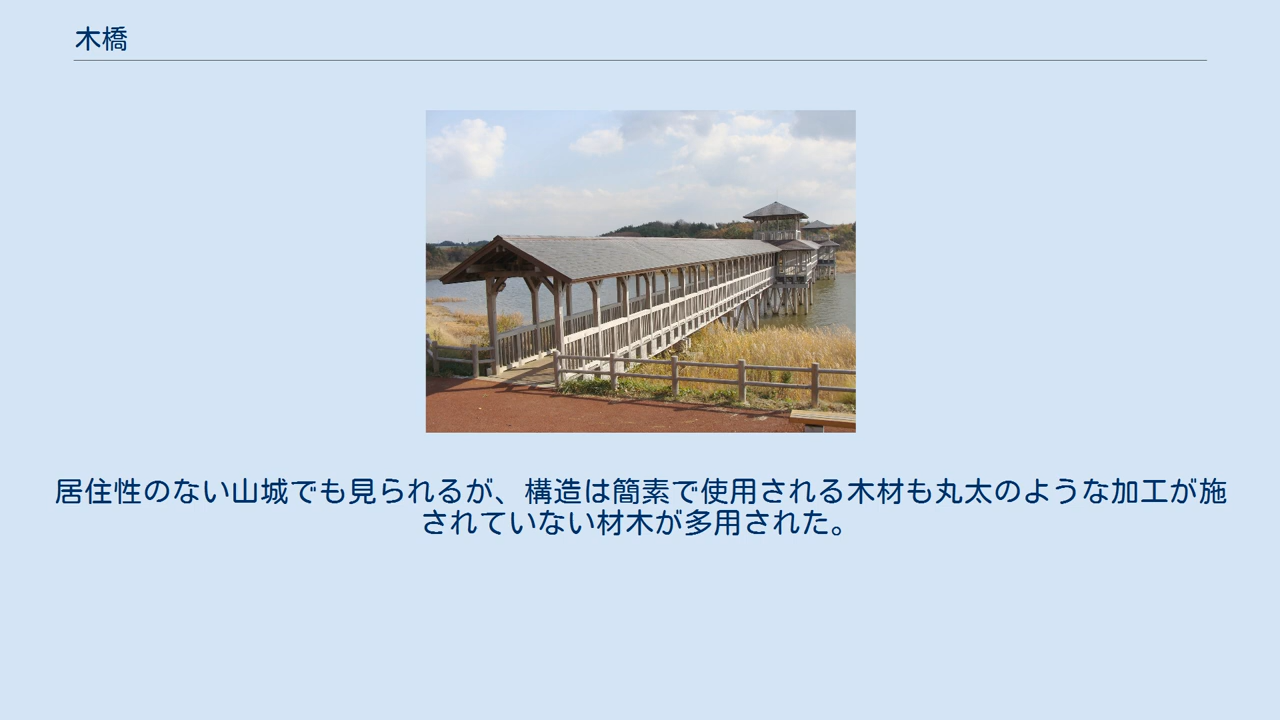 木橋
居住性のない山城でも見られるが、構造は簡素で使用される木材も丸太のような加工が施
されていない材木が多用された。